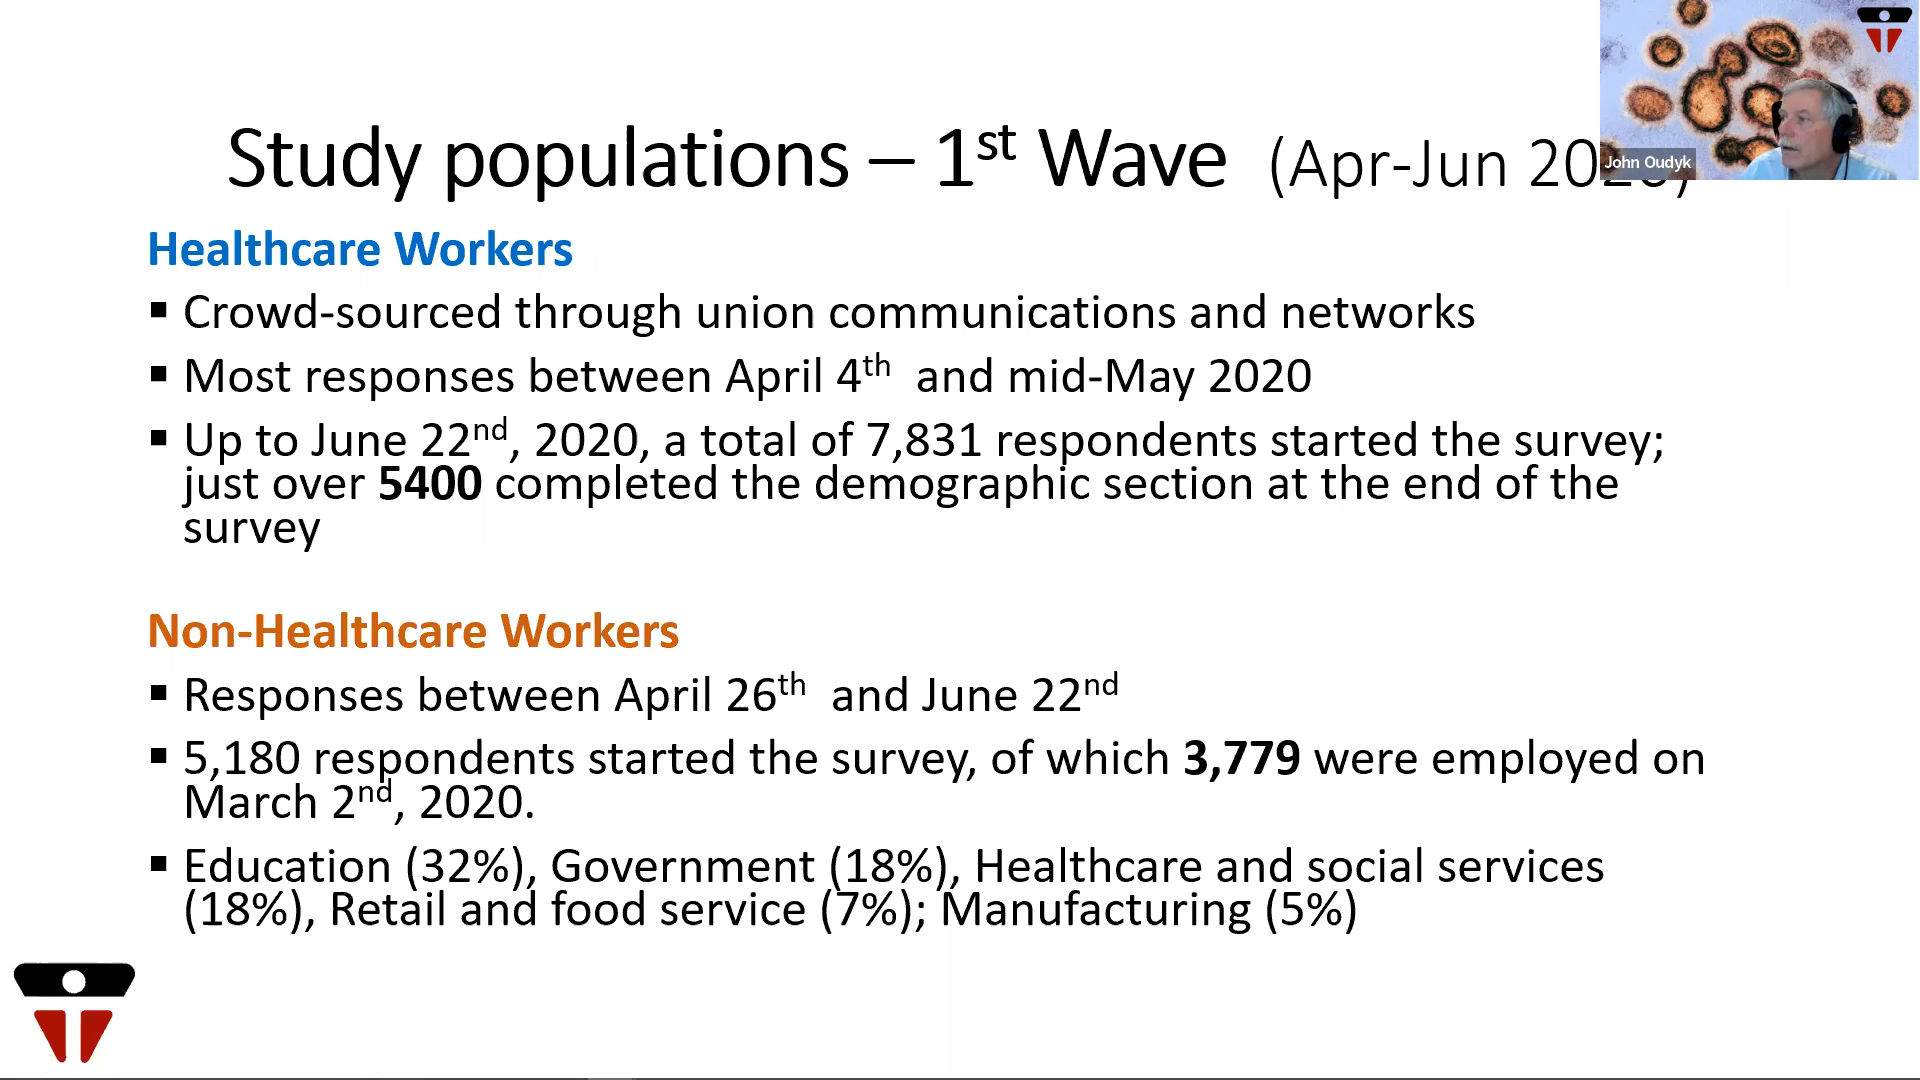 Study populations – 1st Wave (Apr-Jun 2020)
John Oudyk
Healthcare Workers
▪ Crowd-sourced through union communications and networks
▪ Most responses between April 4th and mid-May 2020
▪ Up to June 22nd, 2020, a total of 7,831 respondents started the survey;
just over 5400 completed the demographic section at the end of the
survey
Non-Healthcare Workers
▪ Responses between April 26th and June 22nd
▪ 5,180 respondents started the survey, of which 3,779 were employed on
March 2nd, 2020.
▪ Education (32%), Government (18%), Healthcare and social services
(18%), Retail and food service (7%); Manufacturing (5%)